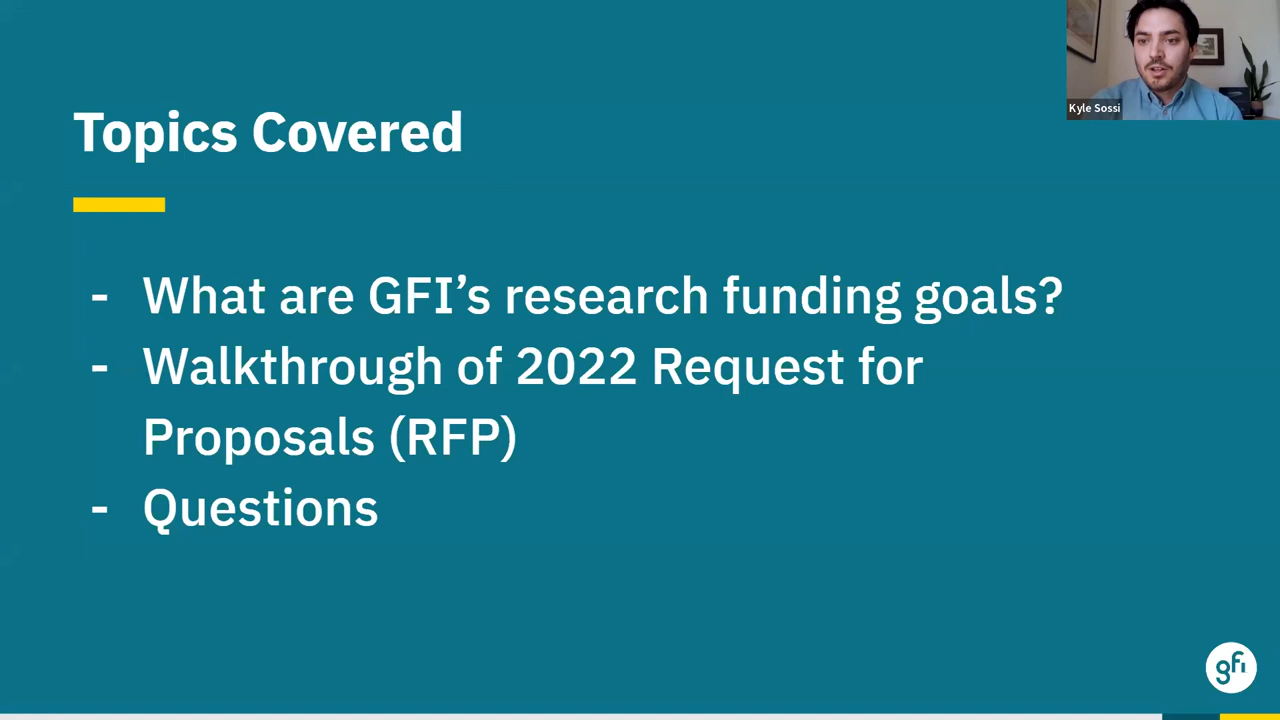 Kyle Sossi
Topics Covered
- What are GFI’s research funding goals?
- Walkthrough of 2022 Request for
Proposals (RFP)
- Questions
gfi